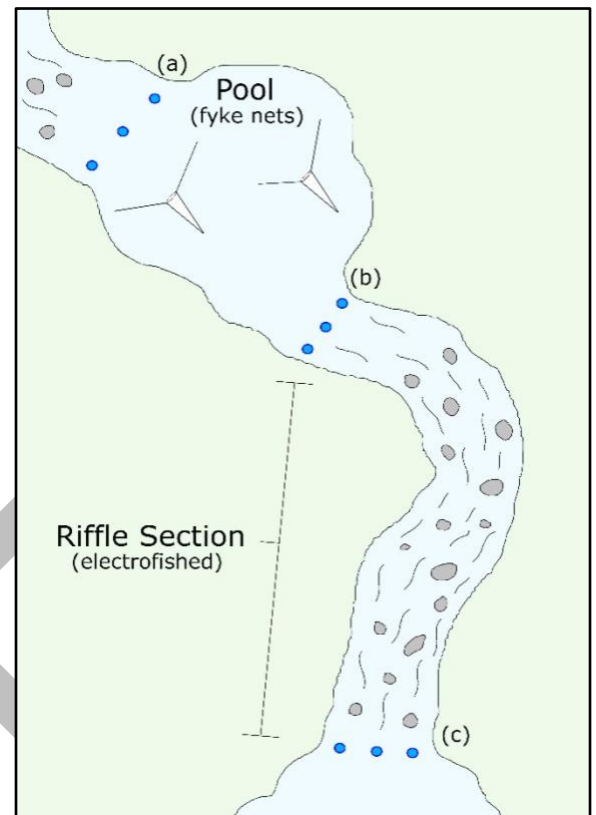 (a)
Pool
(fyke nets)
(b)
Riffle Section
(electrofished)
(c)